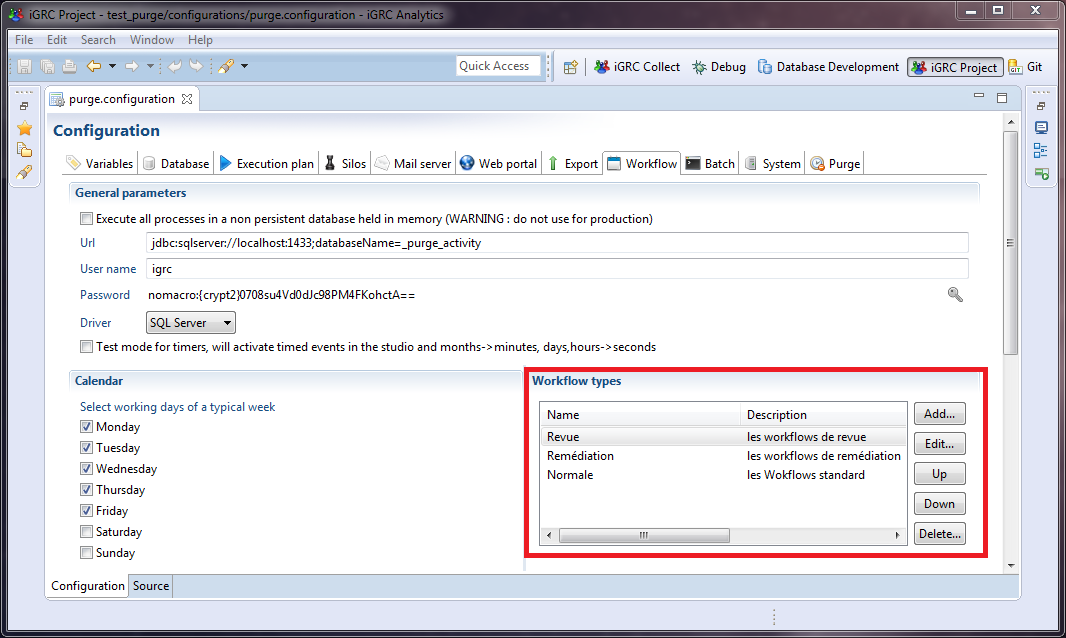 iGRC Project - test_purge/configurations/purge.configuration - iGRC Analytics
File Edit Search Window Help
Quick Access iGRC Collect Debug Database Development iGRC Project GIT Git
purge.configuration
Configuration
Variables Database Execution plan Silos Mail server Web portal Export Workflow Batch System Purge
General parameters
Execute all processes in a non persistent database held in memory (WARNING : do not use for production)
Url jdbc:sqlserver://localhost:1433;databaseName=_purge_activity
User name igrc
Password nomacro:{crypt2}0708su4Vd0dJc98PM4FKohctA==
Driver SQL Server
Test mode for timers, will activate timed events in the studio and months->minutes, days,hours->seconds
Calendar
Select working days of a typical week
Monday
Tuesday
Wednesday
Thursday
Friday
Saturday
Sunday
Workflow types
Name Description
Revue les workflows de revue
Remédiation les workflows de remédiation
Normale les Wokflows standard
Add...
Edit...
Up
Down
Delete...
Configuration Source